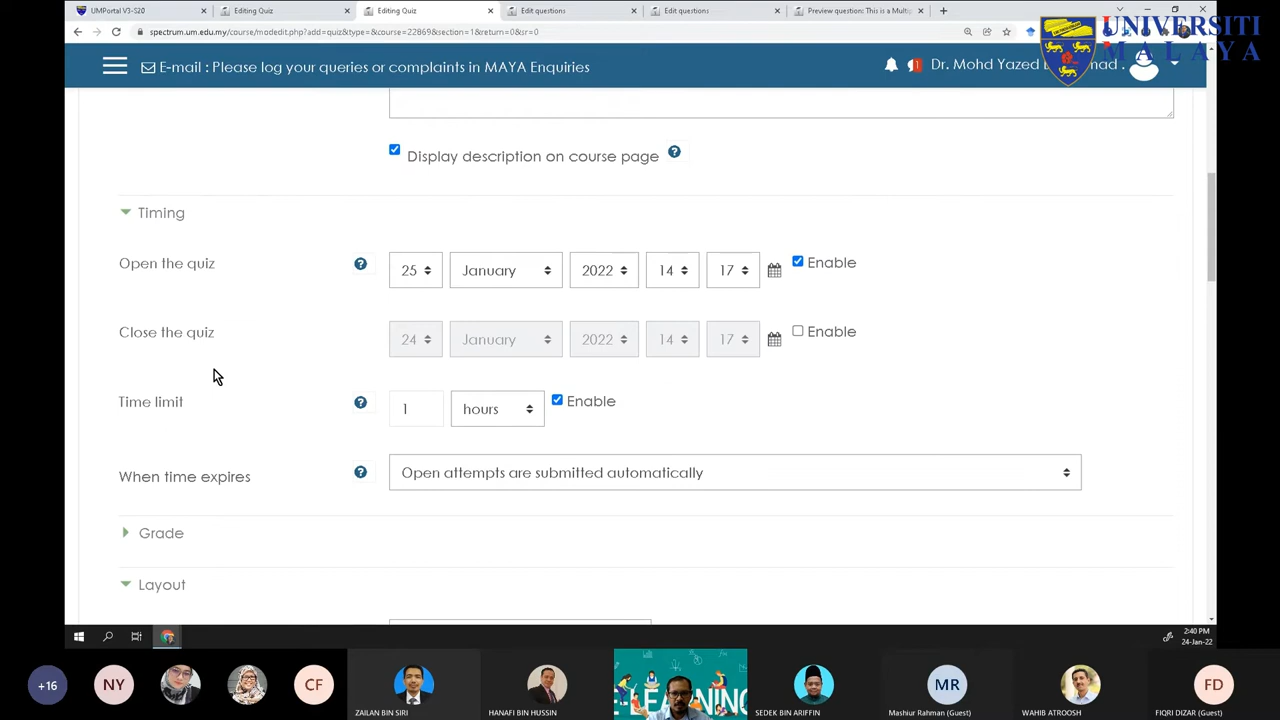 UMPortal V3-S20
Editing Quiz
Editing Quiz
Edit questions
Edit questions
Preview question: This is a Multip
spectrum.um.edu.my/course/modedit.php?add=quiz&type=&course=22869&section=1&return=0&sr=0
UNIVERSITI
MALAYA
E-mail : Please log your queries or complaints in MAYA Enquiries
1
Dr. Mohd Yazed
Display description on course page
Timing
Open the quiz
25
January
2022
14
17
Enable
Close the quiz
24
January
2022
14
17
Enable
Time limit
1
hours
Enable
When time expires
Open attempts are submitted automatically
Grade
Layout
2:40 PM
24-Jan-22
+16
NY
CF
E-LEARNING
MR
FD
ZAILAN BIN SIRI
HANAFI BIN HUSSIN
SEDEK BIN ARIFFIN
Mashiur Rahman (Guest)
WAHIB ATROOSH
FIQRI DIZAR (Guest)